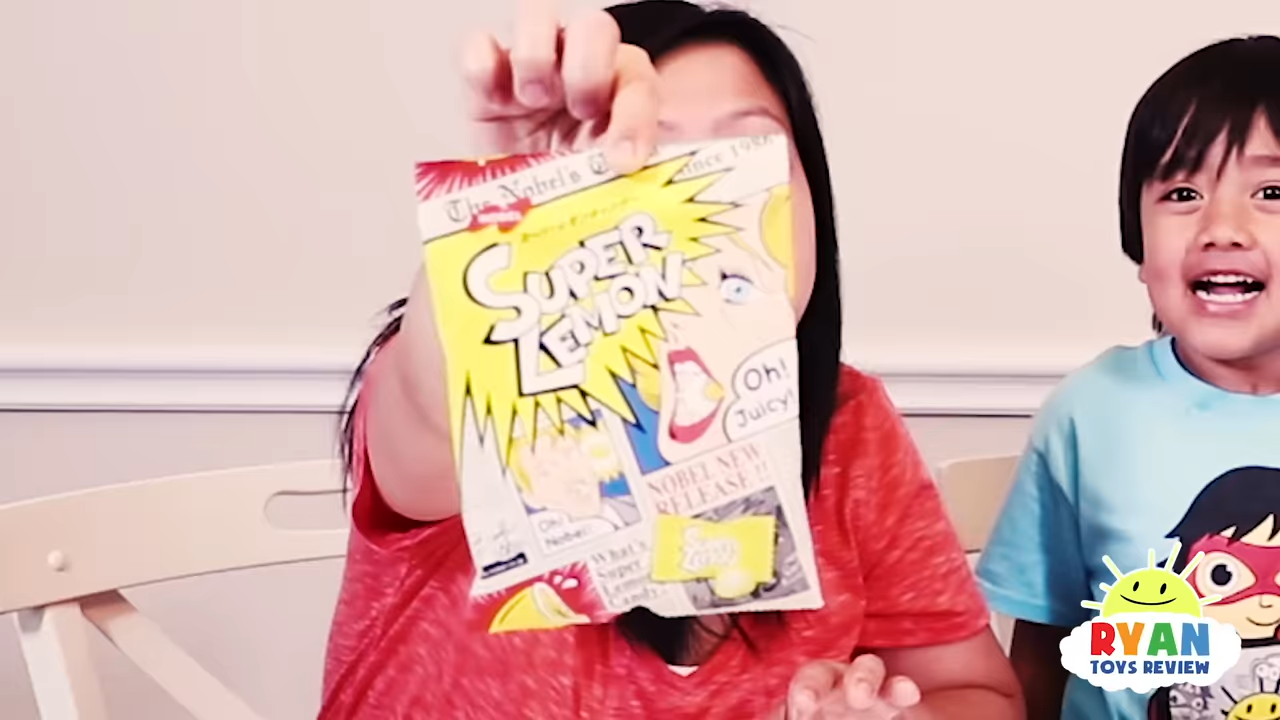 The Nobel's
since 1986
SUPER
LEMON
Oh!
Juicy!
NOBEL NEW
RELEASE!!
Oh!
Nobel!
What's
Super
Lemon
Candy
RYAN
TOYS REVIEW